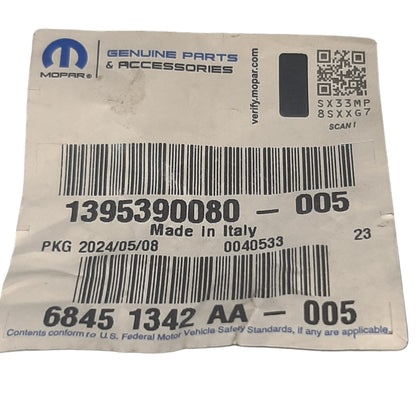 MOPAR®
GENUINE PARTS
& ACCESSORIES
verify.mopar.com
SX33MP
8SXXG7
SCAN!
1395390080 - 005
Made in Italy
PKG 2024/05/08 0040533 23
6845 1342 AA - 005
Contents conform to U.S. Federal Motor Vehicle Safety Standards, if any are applicable.